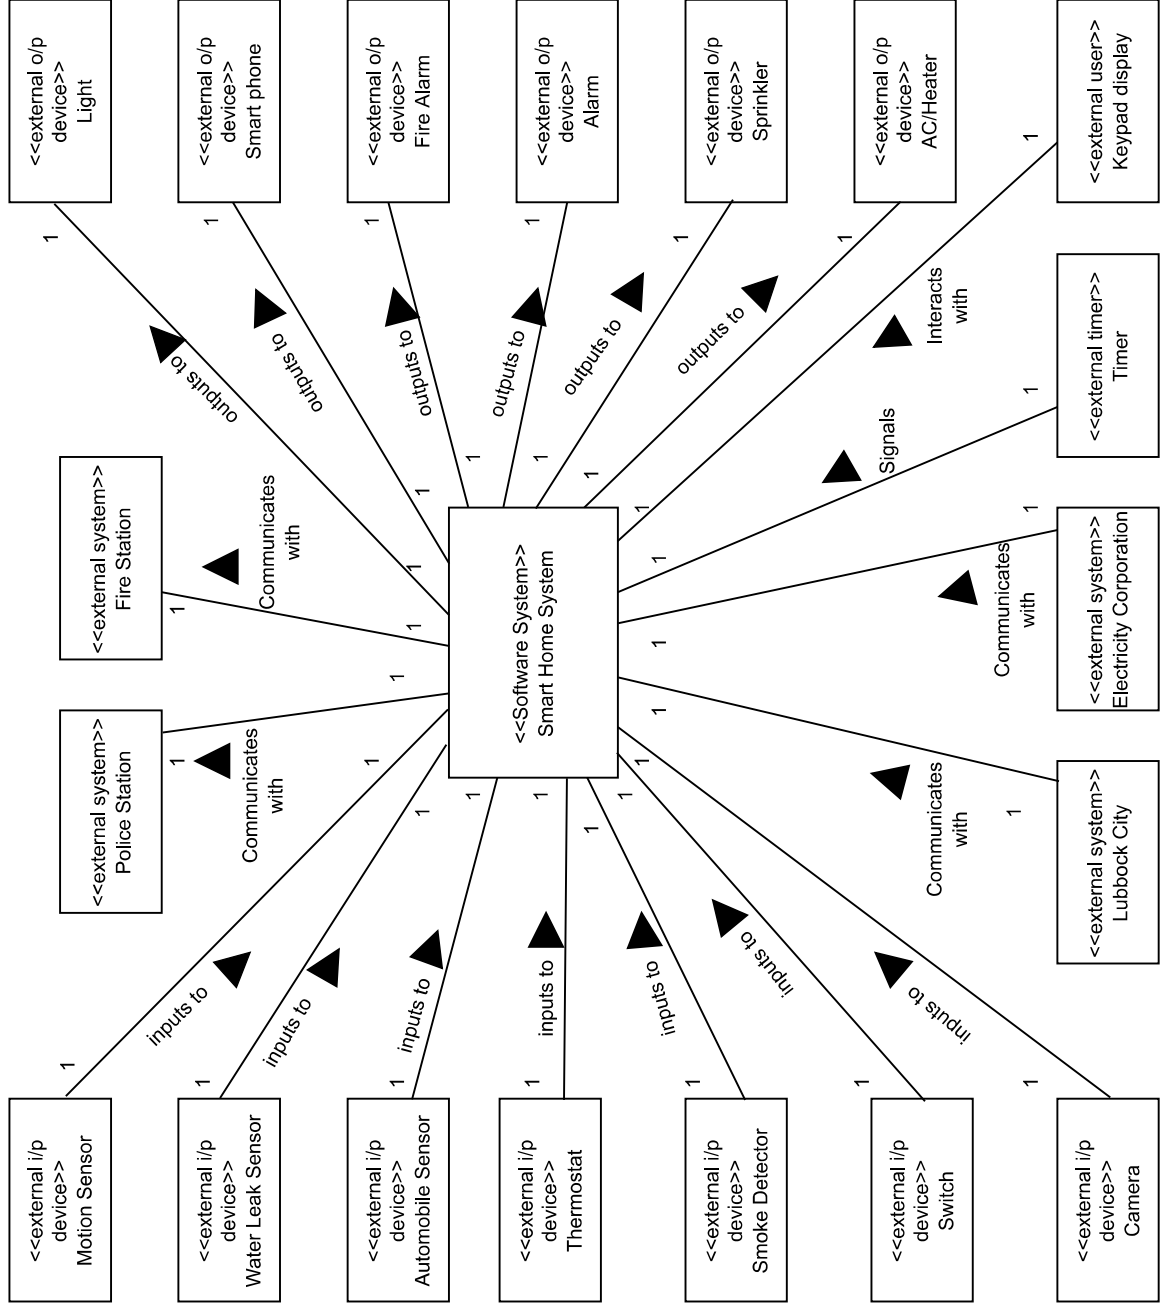 <<external i/p
device>>
Motion Sensor
1
inputs to
1
<<external system>>
Police Station
1
Communicates
with
1
<<external system>>
Fire Station
1
Communicates
with
1
<<external o/p
device>>
Light
1
outputs to
1
<<external i/p
device>>
Water Leak Sensor
1
inputs to
1
<<external o/p
device>>
Smart phone
1
outputs to
1
<<external i/p
device>>
Automobile Sensor
1
inputs to
1
<<external o/p
device>>
Fire Alarm
1
outputs to
1
<<Software System>>
Smart Home System
<<external i/p
device>>
Thermostat
1
inputs to
1
<<external o/p
device>>
Alarm
1
outputs to
1
<<external i/p
device>>
Smoke Detector
1
inputs to
1
<<external o/p
device>>
Sprinkler
1
outputs to
1
<<external i/p
device>>
Switch
1
inputs to
1
<<external o/p
device>>
AC/Heater
1
outputs to
1
<<external i/p
device>>
Camera
1
inputs to
1
<<external system>>
Lubbock City
1
Communicates
with
1
<<external system>>
Electricity Corporation
1
Communicates
with
1
<<external timer>>
Timer
1
Signals
1
<<external user>>
Keypad display
1
Interacts
with
1